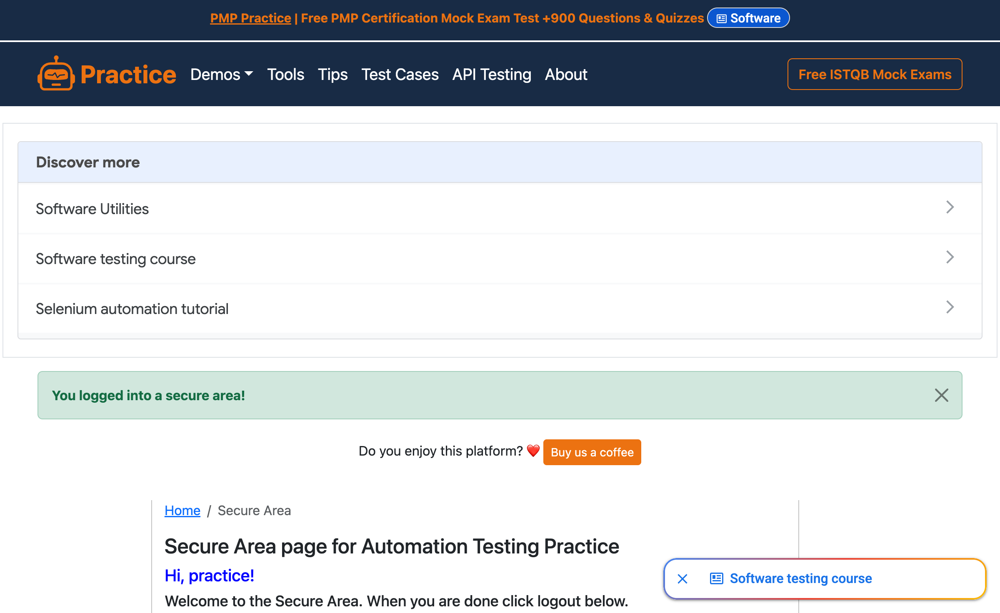 PMP Practice | Free PMP Certification Mock Exam Test +900 Questions & Quizzes Software
Practice Demos Tools Tips Test Cases API Testing About Free ISTQB Mock Exams
Discover more
Software Utilities
Software testing course
Selenium automation tutorial
You logged into a secure area!
Do you enjoy this platform? ❤️ Buy us a coffee
Home / Secure Area
Secure Area page for Automation Testing Practice
Hi, practice!
Software testing course
Welcome to the Secure Area. When you are done click logout below.